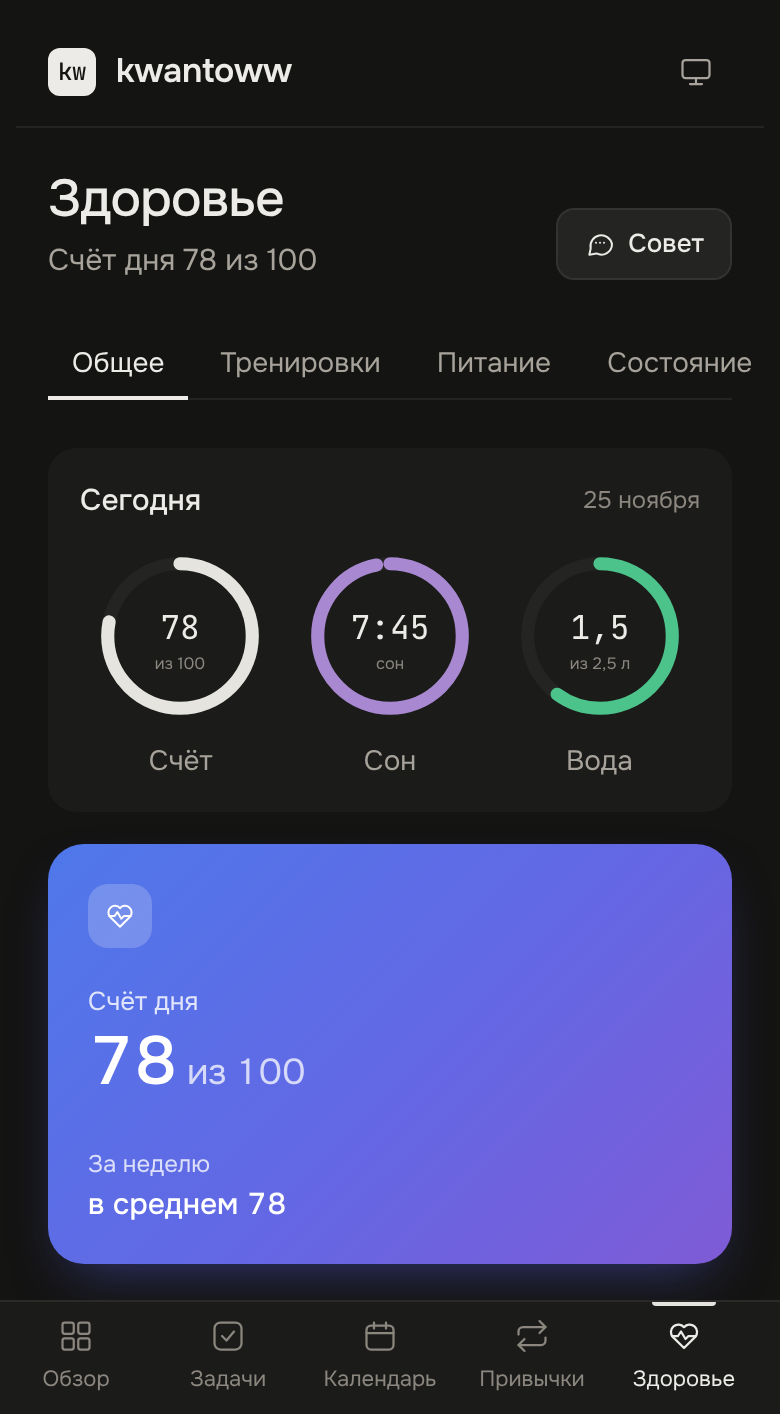 kw kwantoww
Здоровье
Счёт дня 78 из 100
Совет
Общее Тренировки Питание Состояние
Сегодня 25 ноября
78 7:45 1,5
из 100 сон из 2,5 л
Счёт Сон Вода
Счёт дня
78 из 100
За неделю
в среднем 78
Обзор Задачи Календарь Привычки Здоровье